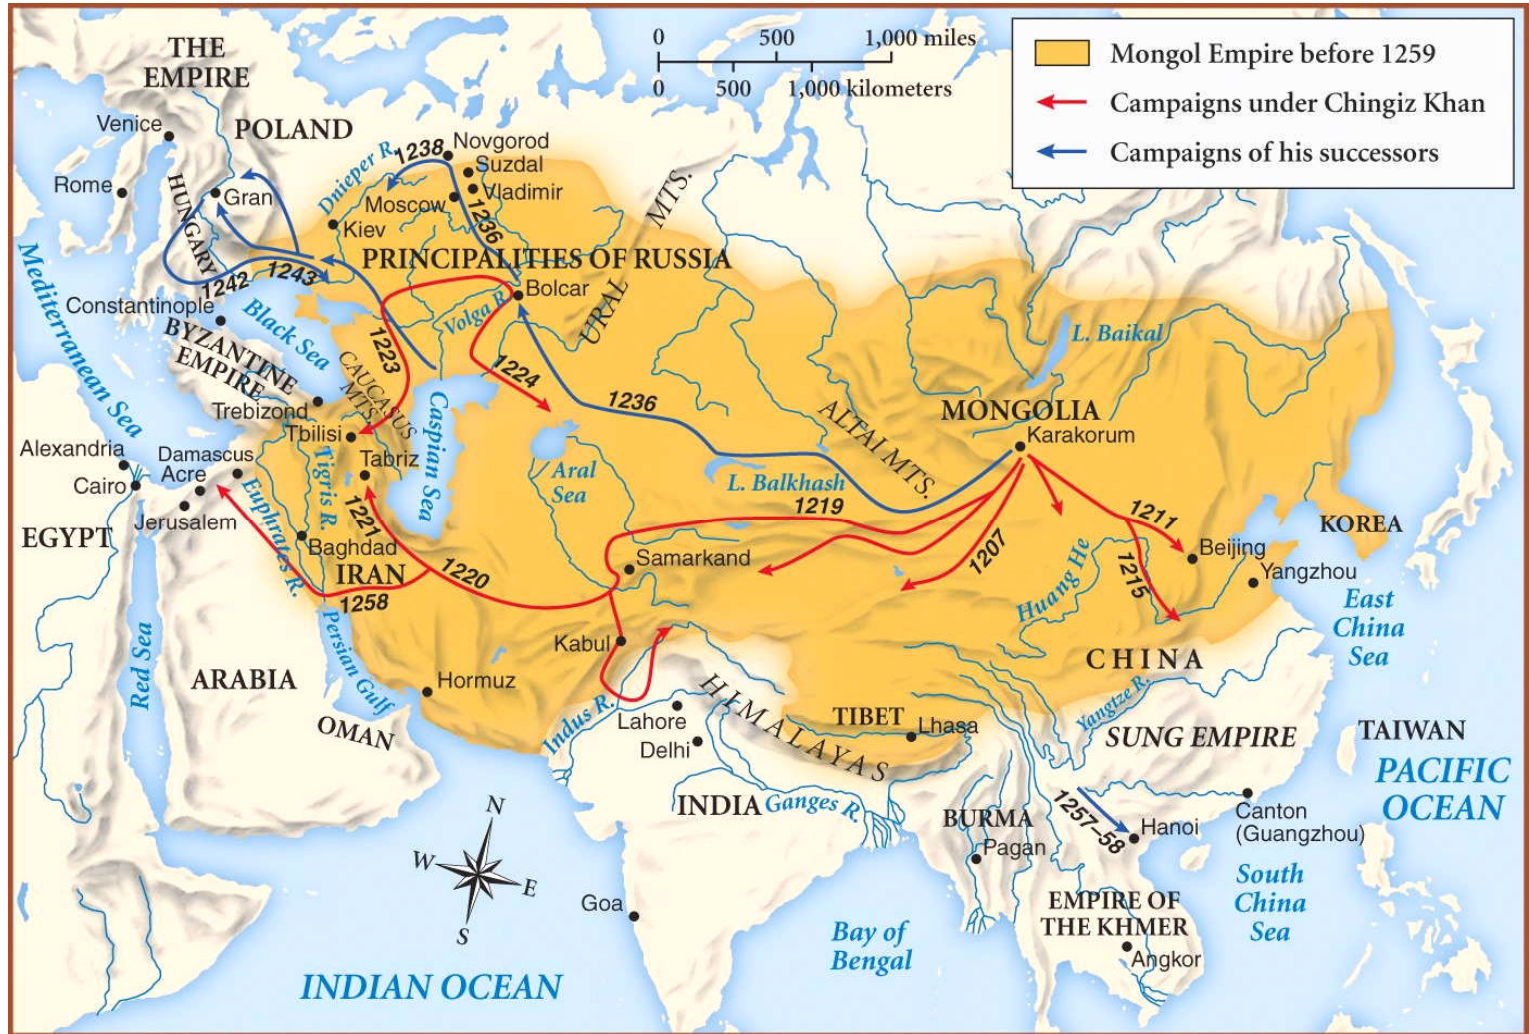 0 500 1,000 miles
0 500 1,000 kilometers
Mongol Empire before 1259
Campaigns under Chingiz Khan
Campaigns of his successors
THE
EMPIRE
Venice
POLAND
Rome
HUNGARY
Gran
Dnieper R.
1238
Novgorod
Suzdal
Vladimir
Moscow
1236
Kiev
PRINCIPALITIES OF RUSSIA
URAL MTS.
Mediterranean Sea
1242
1243
Constantinople
BYZANTINE
EMPIRE
Black Sea
Volga R.
Bolcar
1223
1224
CAUCASUS
MTS.
Trebizond
Tbilisi
Tabriz
Caspian Sea
Aral
Sea
1236
L. Balkhash
ALTAI MTS.
L. Baikal
MONGOLIA
Karakorum
Alexandria
Cairo
EGYPT
Damascus
Acre
Jerusalem
Tigris R.
Euphrates R.
Baghdad
IRAN
1221
1220
1258
1219
Samarkand
1207
1211
1215
Huang He
Beijing
Yangzhou
KOREA
East
China
Sea
Red Sea
ARABIA
Persian Gulf
OMAN
Hormuz
Kabul
Indus R.
Lahore
Delhi
HIMALAYAS
TIBET
Lhasa
CHINA
Yangtze R.
SUNG EMPIRE
TAIWAN
PACIFIC
OCEAN
INDIA
Ganges R.
BURMA
Pagan
1257–58
Hanoi
Canton
(Guangzhou)
South
China
Sea
EMPIRE OF
THE KHMER
Angkor
Goa
Bay of
Bengal
INDIAN OCEAN
N
W
E
S